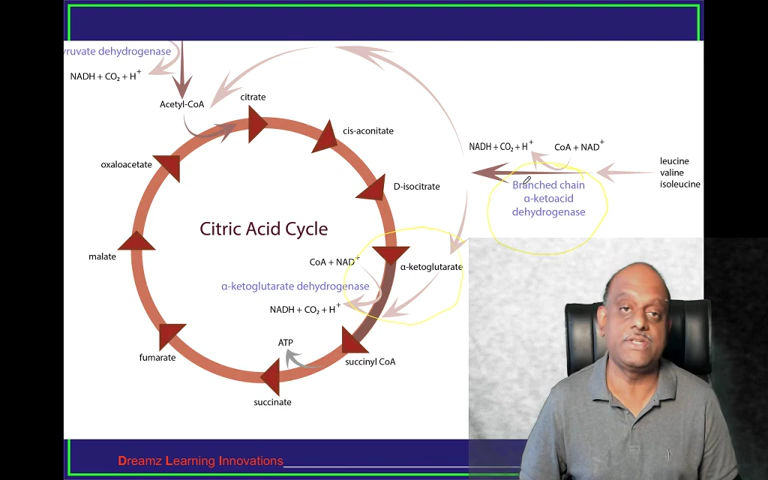 yruvate dehydrogenase
NADH + CO₂ + H⁺
Acetyl-CoA
citrate
cis-aconitate
D-isocitrate
oxaloacetate
malate
fumarate
succinate
succinyl CoA
α-ketoglutarate
Citric Acid Cycle
CoA + NAD⁺
α-ketoglutarate dehydrogenase
NADH + CO₂ + H⁺
ATP
NADH + CO₂ + H⁺
CoA + NAD⁺
leucine
valine
isoleucine
Branched chain
α-ketoacid
dehydrogenase
Dreamz Learning Innovations